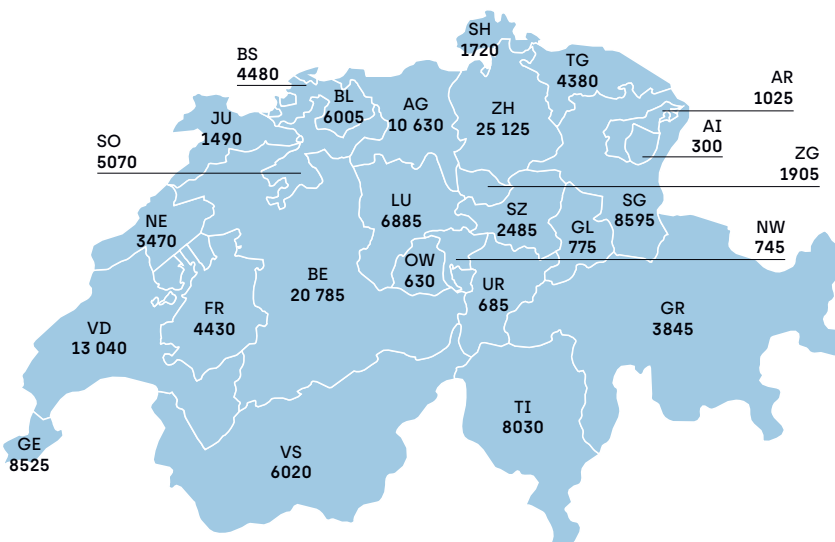 SH
1720
BS
4480
TG
4380
AR
1025
BL
6005
AG
10 630
ZH
25 125
JU
1490
AI
300
SO
5070
ZG
1905
LU
6885
SZ
2485
SG
8595
NE
3470
GL
775
NW
745
OW
630
BE
20 785
UR
685
FR
4430
GR
3845
VD
13 040
TI
8030
GE
8525
VS
6020